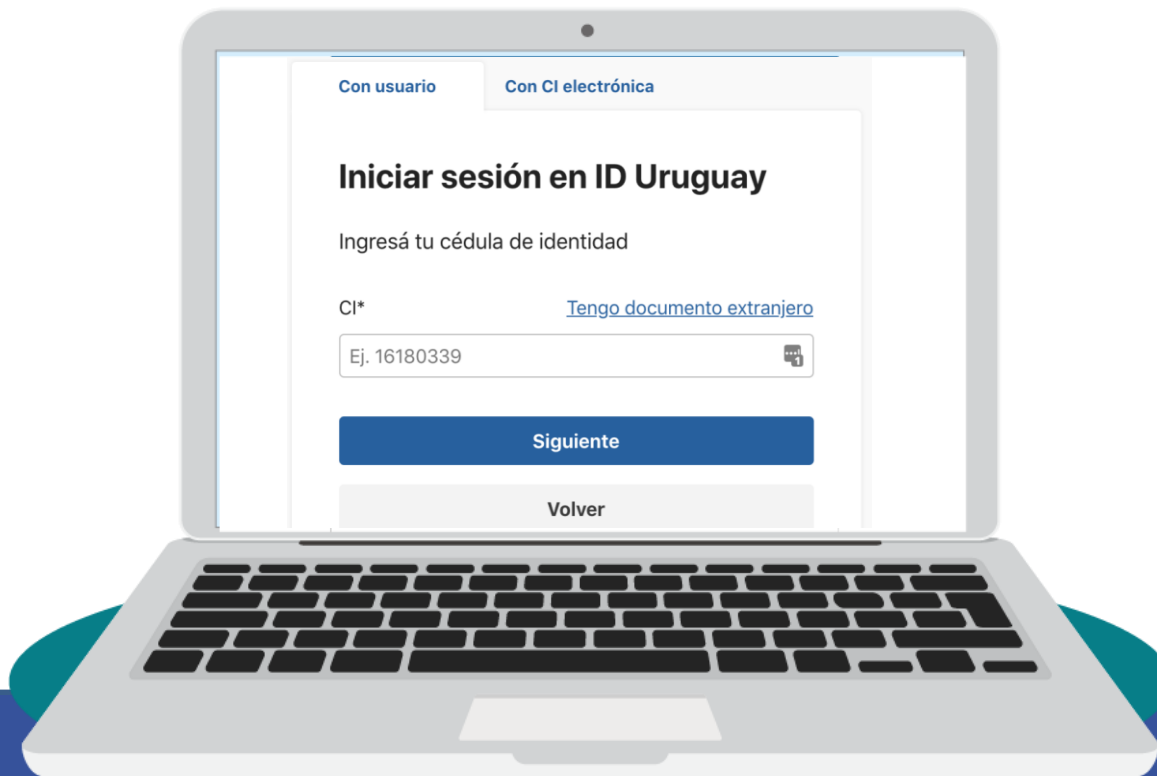 Con usuario
Con CI electrónica
Iniciar sesión en ID Uruguay
Ingresá tu cédula de identidad
CI*
Tengo documento extranjero
Ej. 16180339
1
Siguiente
Volver